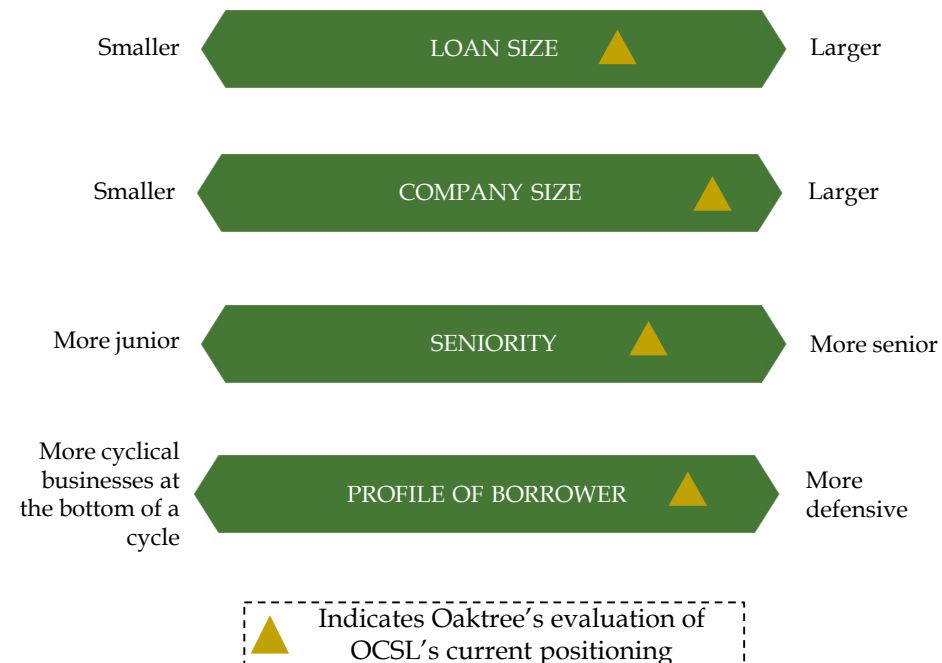 Smaller
LOAN SIZE
Larger
Smaller
COMPANY SIZE
Larger
More junior
SENIORITY
More senior
More cyclical
businesses at
the bottom of a
cycle
PROFILE OF BORROWER
More
defensive
Indicates Oaktree’s evaluation of
OCSL’s current positioning